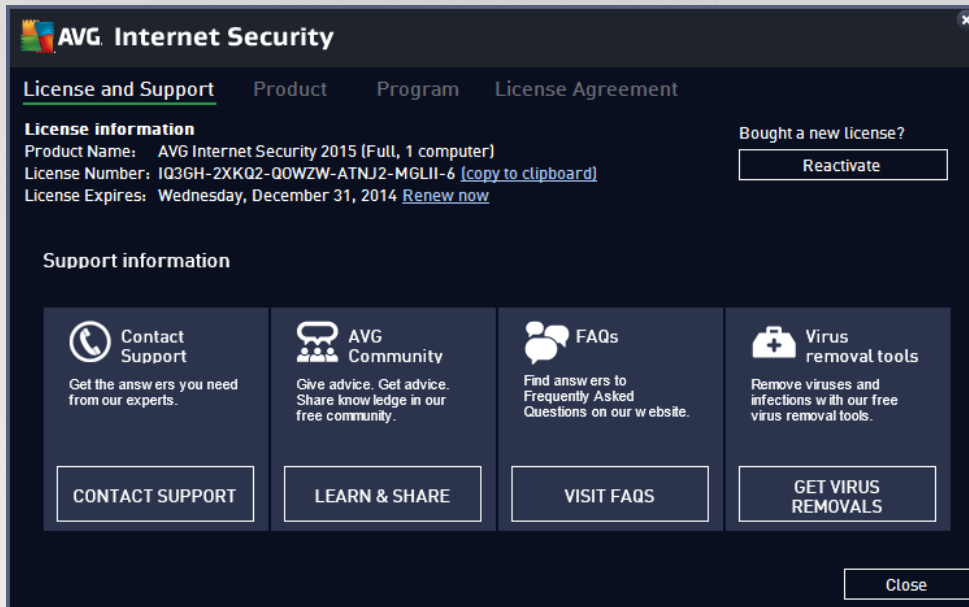 AVG Internet Security
License and Support Product Program License Agreement
License information
Product Name: AVG Internet Security 2015 (Full, 1 computer)
License Number: IQ3GH-2XKQ2-QOWZW-ATNJ2-MGLII-6 (copy to clipboard)
License Expires: Wednesday, December 31, 2014 Renew now
Bought a new license?
Reactivate
Support information
Contact
Support
Get the answers you need
from our experts.
CONTACT SUPPORT
AVG
Community
Give advice. Get advice.
Share knowledge in our
free community.
LEARN & SHARE
FAQs
Find answers to
Frequently Asked
Questions on our website.
VISIT FAQS
Virus
removal tools
Remove viruses and
infections with our free
virus removal tools.
GET VIRUS
REMOVALS
Close